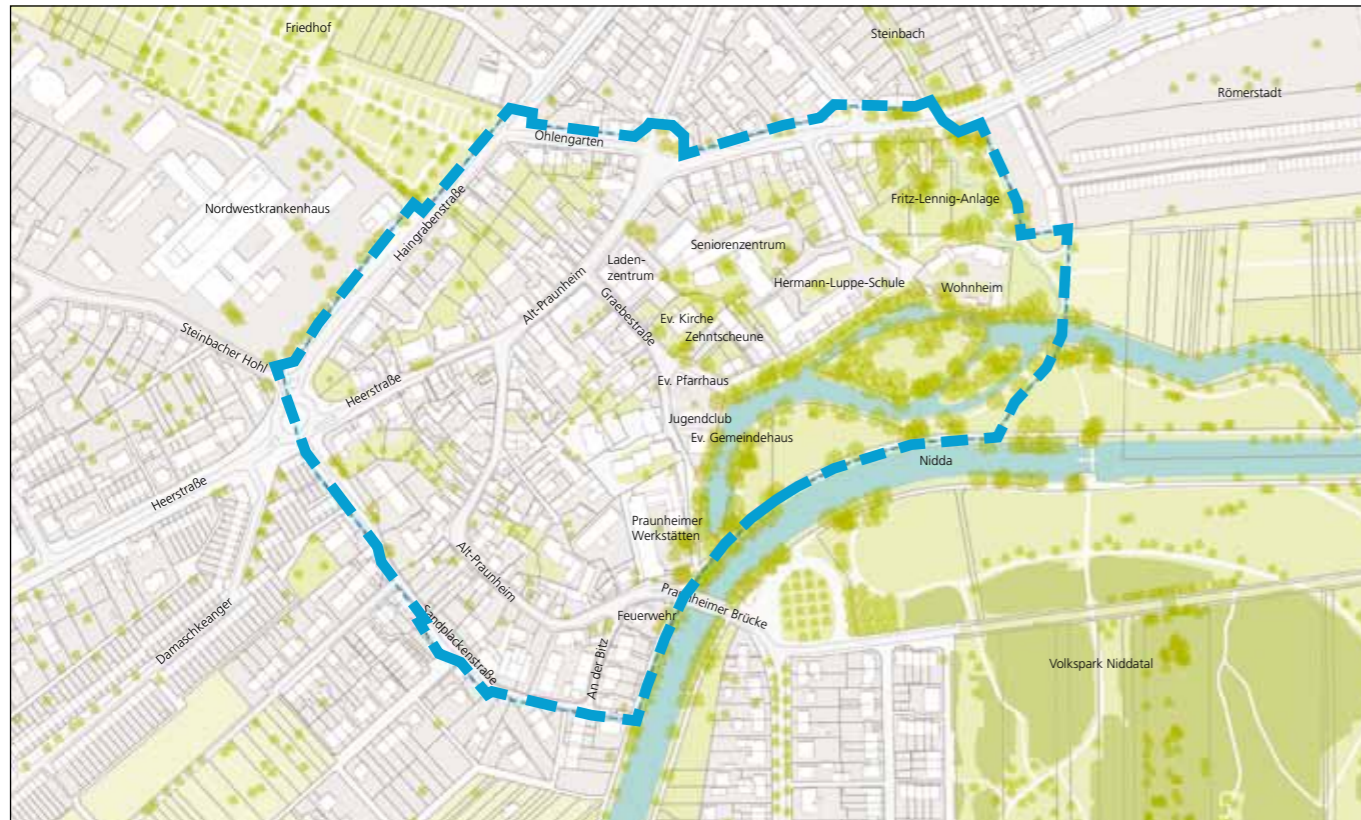 Friedhof
Steinbach
Römerstadt
Ohlengarten
Nordwestkrankenhaus
Haingrabenstraße
Fritz-Lennig-Anlage
Seniorenzentrum
Laden-
zentrum
Alt-Praunheim
Hermann-Luppe-Schule
Wohnheim
Graebestraße
Ev. Kirche
Zehntscheune
Steinbacher Hohl
Heerstraße
Ev. Pfarrhaus
Jugendclub
Ev. Gemeindehaus
Nidda
Heerstraße
Praunheimer
Werkstätten
Alt-Praunheim
Praunheimer Brücke
Feuerwehr
Damaschkeanger
Sandplackenstraße
An der Bitz
Volkspark Niddatal